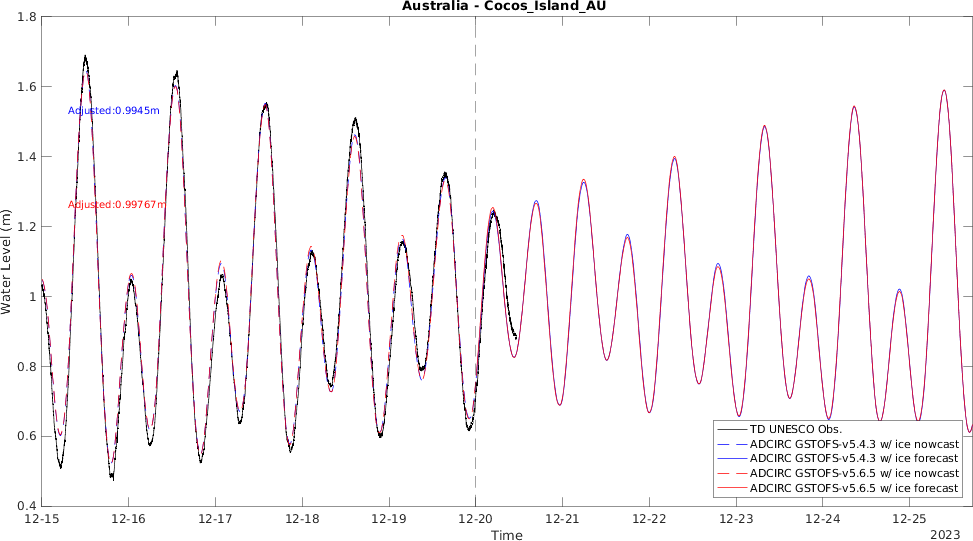 Australia - Cocos_Island_AU
1.8
1.6
1.4
1.2
1
0.8
0.6
0.4
Water Level (m)
Adjusted:0.9945m
Adjusted:0.99767m
TD UNESCO Obs.
ADCIRC GSTOFS-v5.4.3 w/ ice nowcast
ADCIRC GSTOFS-v5.4.3 w/ ice forecast
ADCIRC GSTOFS-v5.6.5 w/ ice nowcast
ADCIRC GSTOFS-v5.6.5 w/ ice forecast
12-15 12-16 12-17 12-18 12-19 12-20 12-21 12-22 12-23 12-24 12-25
Time
2023